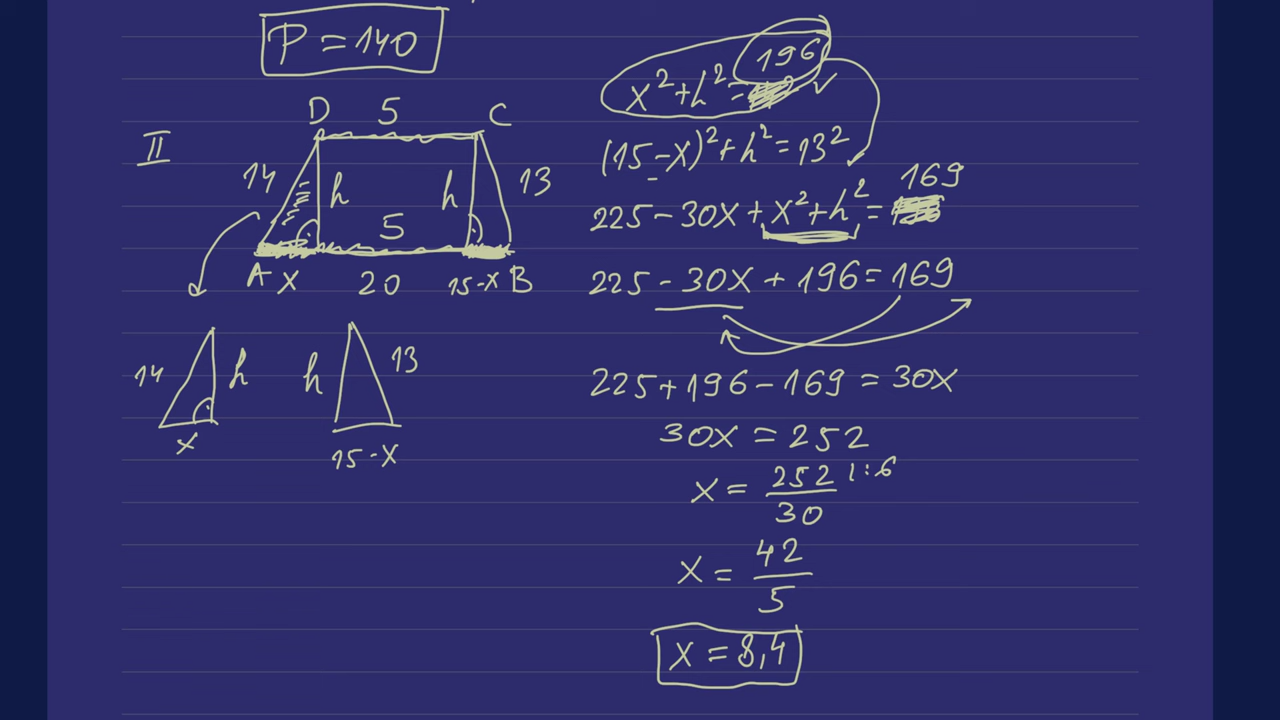 P = 140
II
D 5 C
14 h h 13
5
A x 20 15-x B
14 h h 13
x 15-x
196
x²+h² =
(15-x)²+h²=13²
169
225-30x+x²+h²=
225-30x+196=169
225+196-169=30x
30x=252
x=252/30 |:6
x=42/5
x=8,4